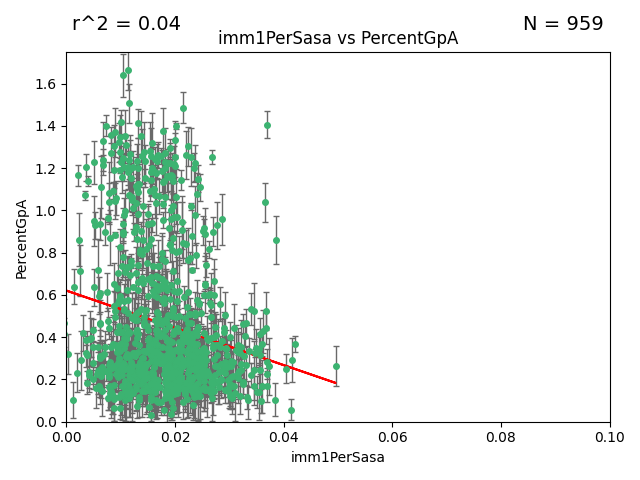 r^2 = 0.04
N = 959
imm1PerSasa vs PercentGpA
PercentGpA
1.6
1.4
1.2
1.0
0.8
0.6
0.4
0.2
0.0
0.00 0.02 0.04 0.06 0.08 0.10
imm1PerSasa